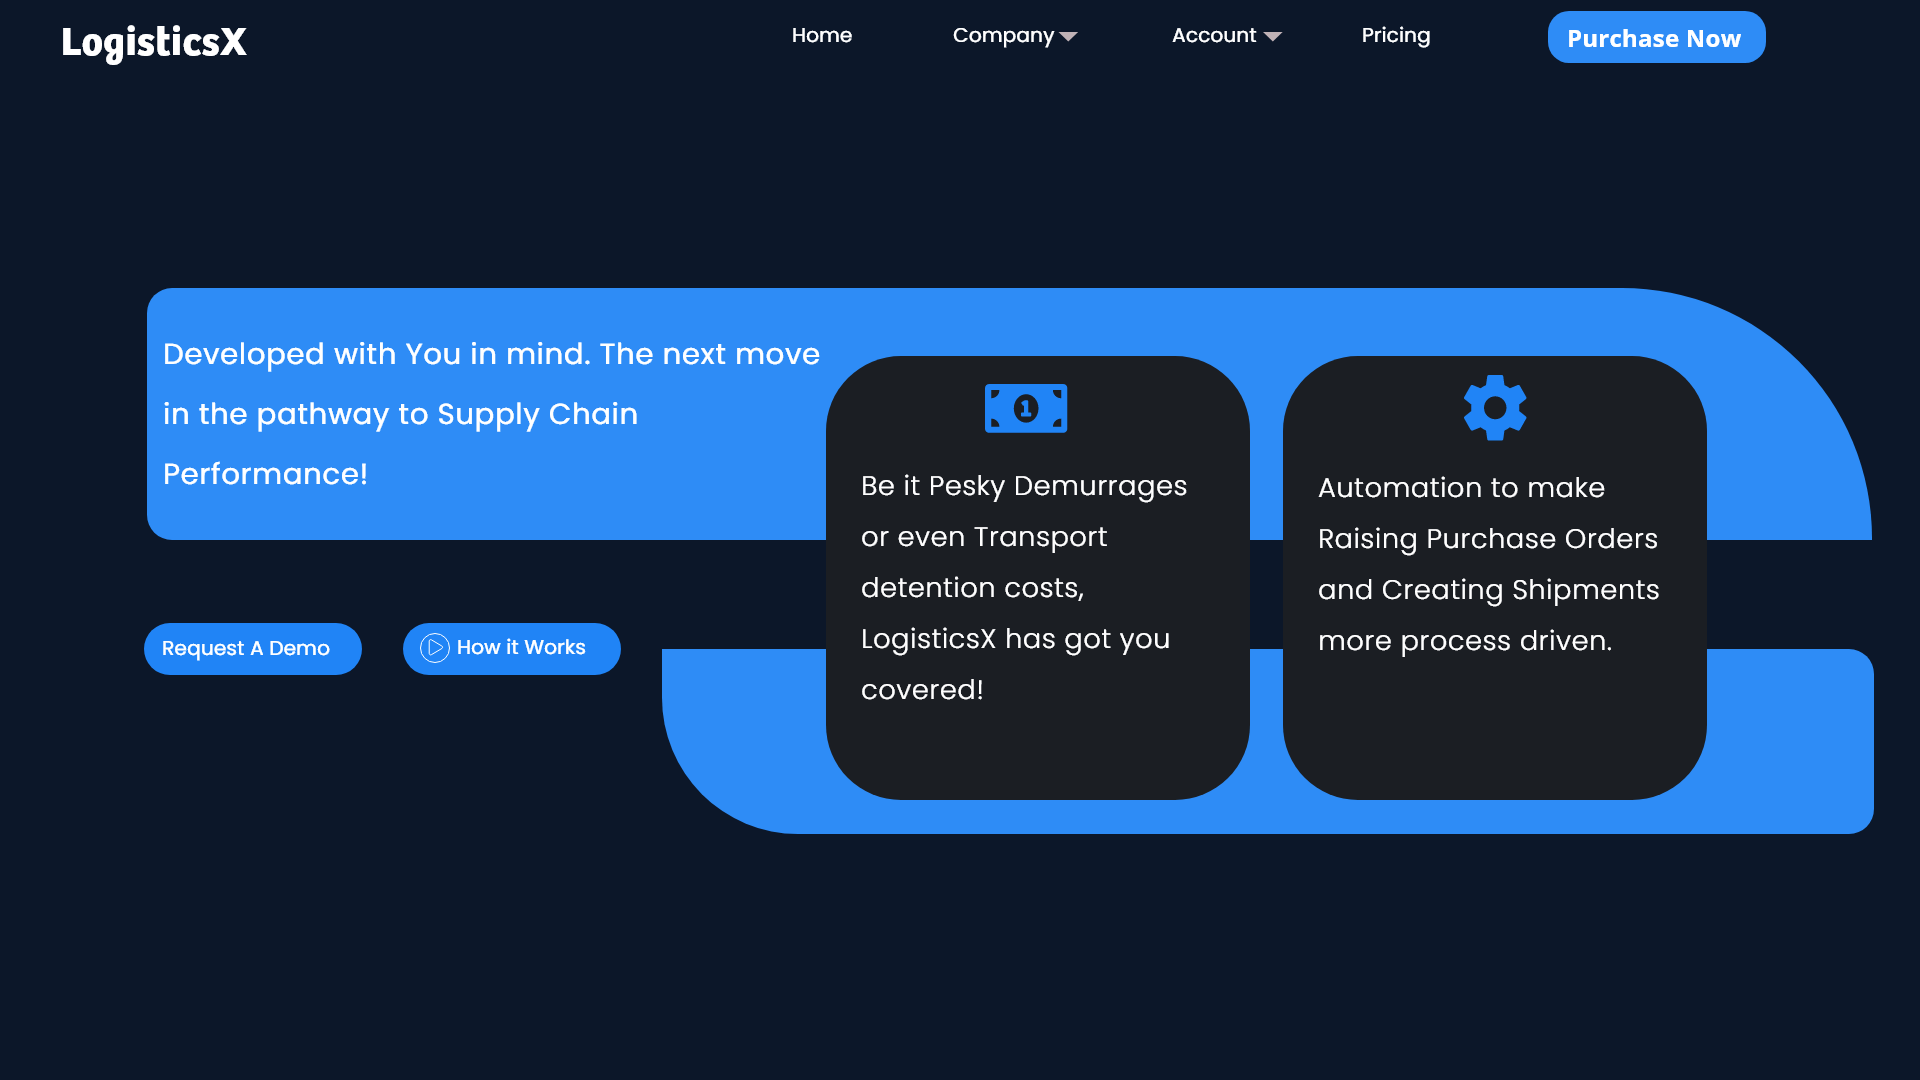 LogisticsX
Home
Company
Account
Pricing
Purchase Now
Developed with You in mind. The next move
in the pathway to Supply Chain
Performance!
Request A Demo
How it Works
1
Be it Pesky Demurrages
or even Transport
detention costs,
LogisticsX has got you
covered!
Automation to make
Raising Purchase Orders
and Creating Shipments
more process driven.